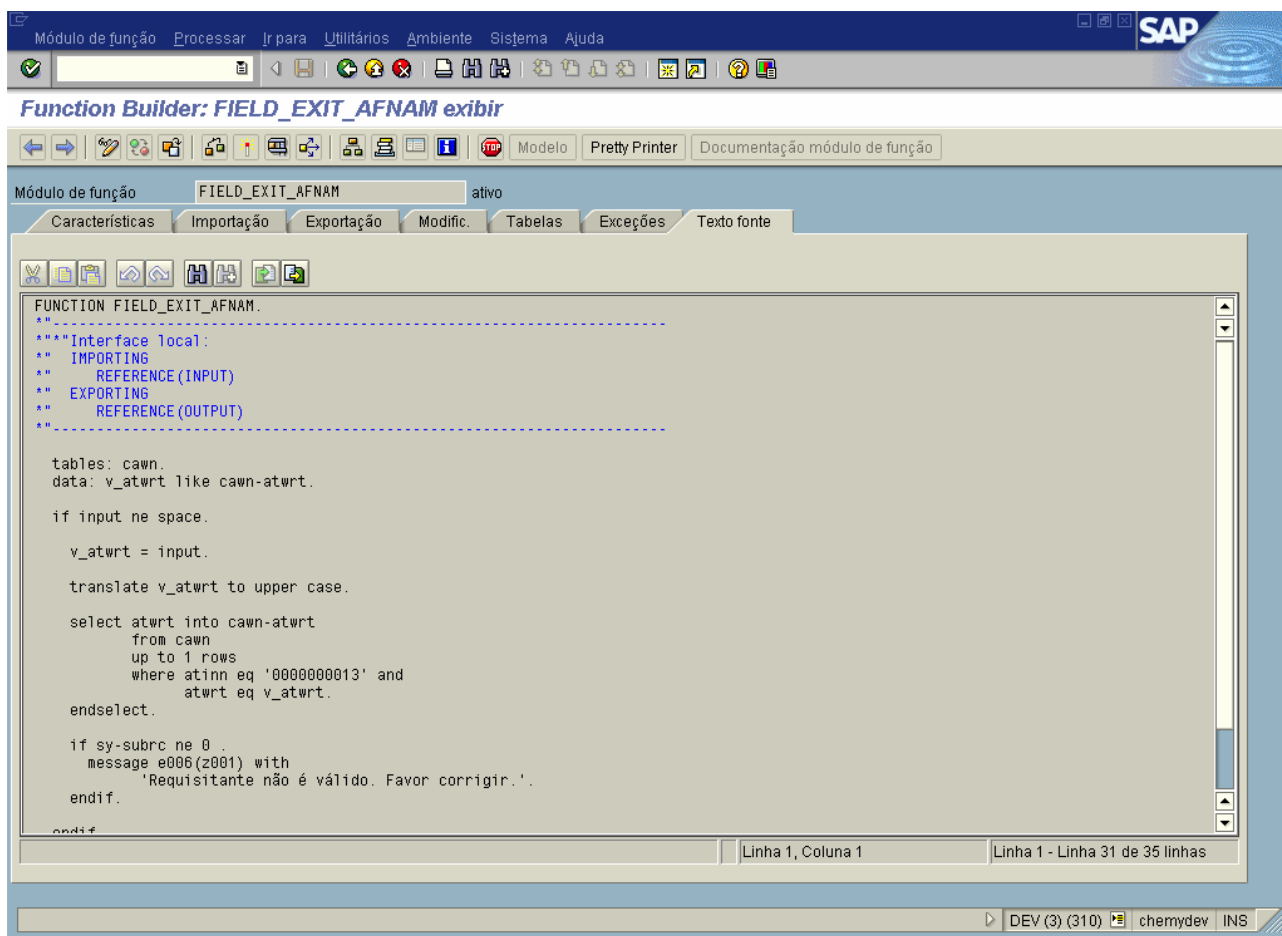 Módulo de função Processar Ir para Utilitários Ambiente Sistema Ajuda
SAP
Function Builder: FIELD_EXIT_AFNAM exibir
STOP Modelo Pretty Printer Documentação módulo de função
Módulo de função FIELD_EXIT_AFNAM ativo
Características Importação Exportação Modific. Tabelas Exceções Texto fonte
FUNCTION FIELD_EXIT_AFNAM.
*"----------------------------------------------------------------------
*"*"Interface local:
*" IMPORTING
*" REFERENCE(INPUT)
*" EXPORTING
*" REFERENCE(OUTPUT)
*"----------------------------------------------------------------------
tables: cawn.
data: v_atwrt like cawn-atwrt.
if input ne space.
v_atwrt = input.
translate v_atwrt to upper case.
select atwrt into cawn-atwrt
from cawn
up to 1 rows
where atinn eq '0000000013' and
atwrt eq v_atwrt.
endselect.
if sy-subrc ne 0 .
message e006(z001) with
'Requisitante não é válido. Favor corrigir.'.
endif.
endif
Linha 1, Coluna 1 Linha 1 - Linha 31 de 35 linhas
DEV (3) (310) chemydev INS